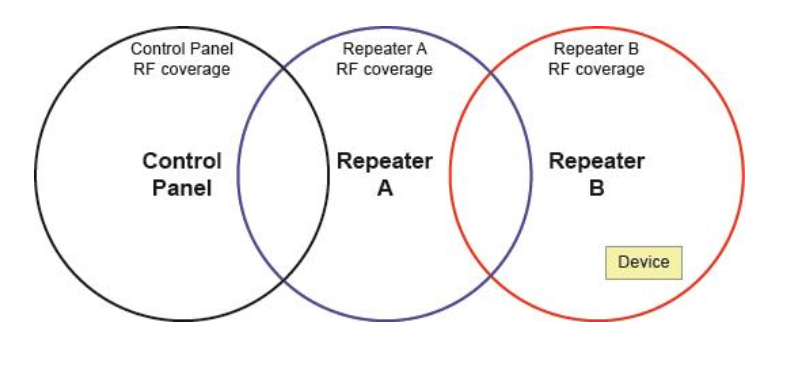 Control Panel
RF coverage
Repeater A
RF coverage
Repeater B
RF coverage
Control
Panel
Repeater
A
Repeater
B
Device